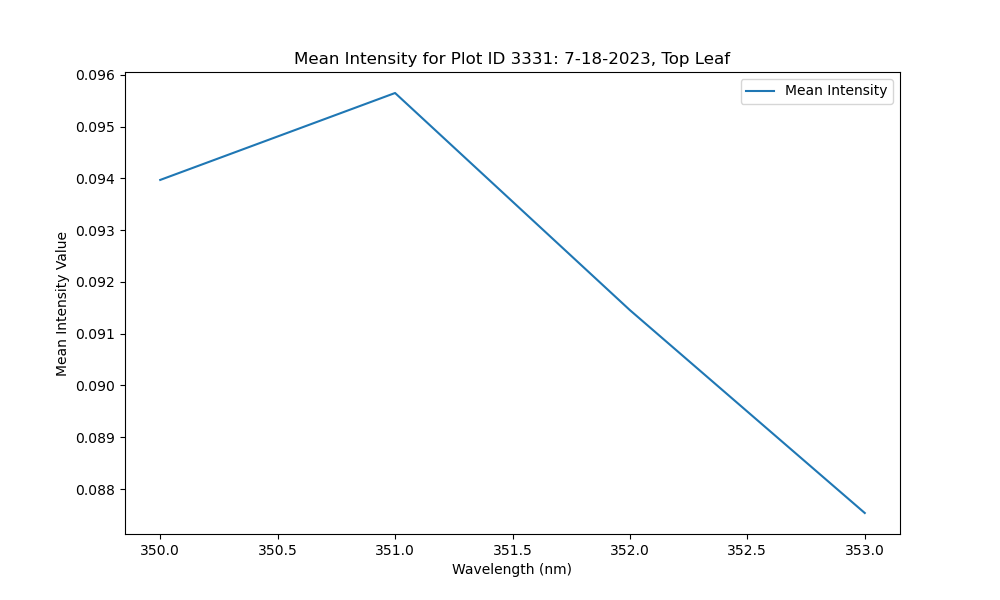 Mean Intensity for Plot ID 3331: 7-18-2023, Top Leaf
Mean Intensity
0.096
0.095
0.094
0.093
0.092
0.091
0.090
0.089
0.088
Mean Intensity Value
350.0 350.5 351.0 351.5 352.0 352.5 353.0
Wavelength (nm)